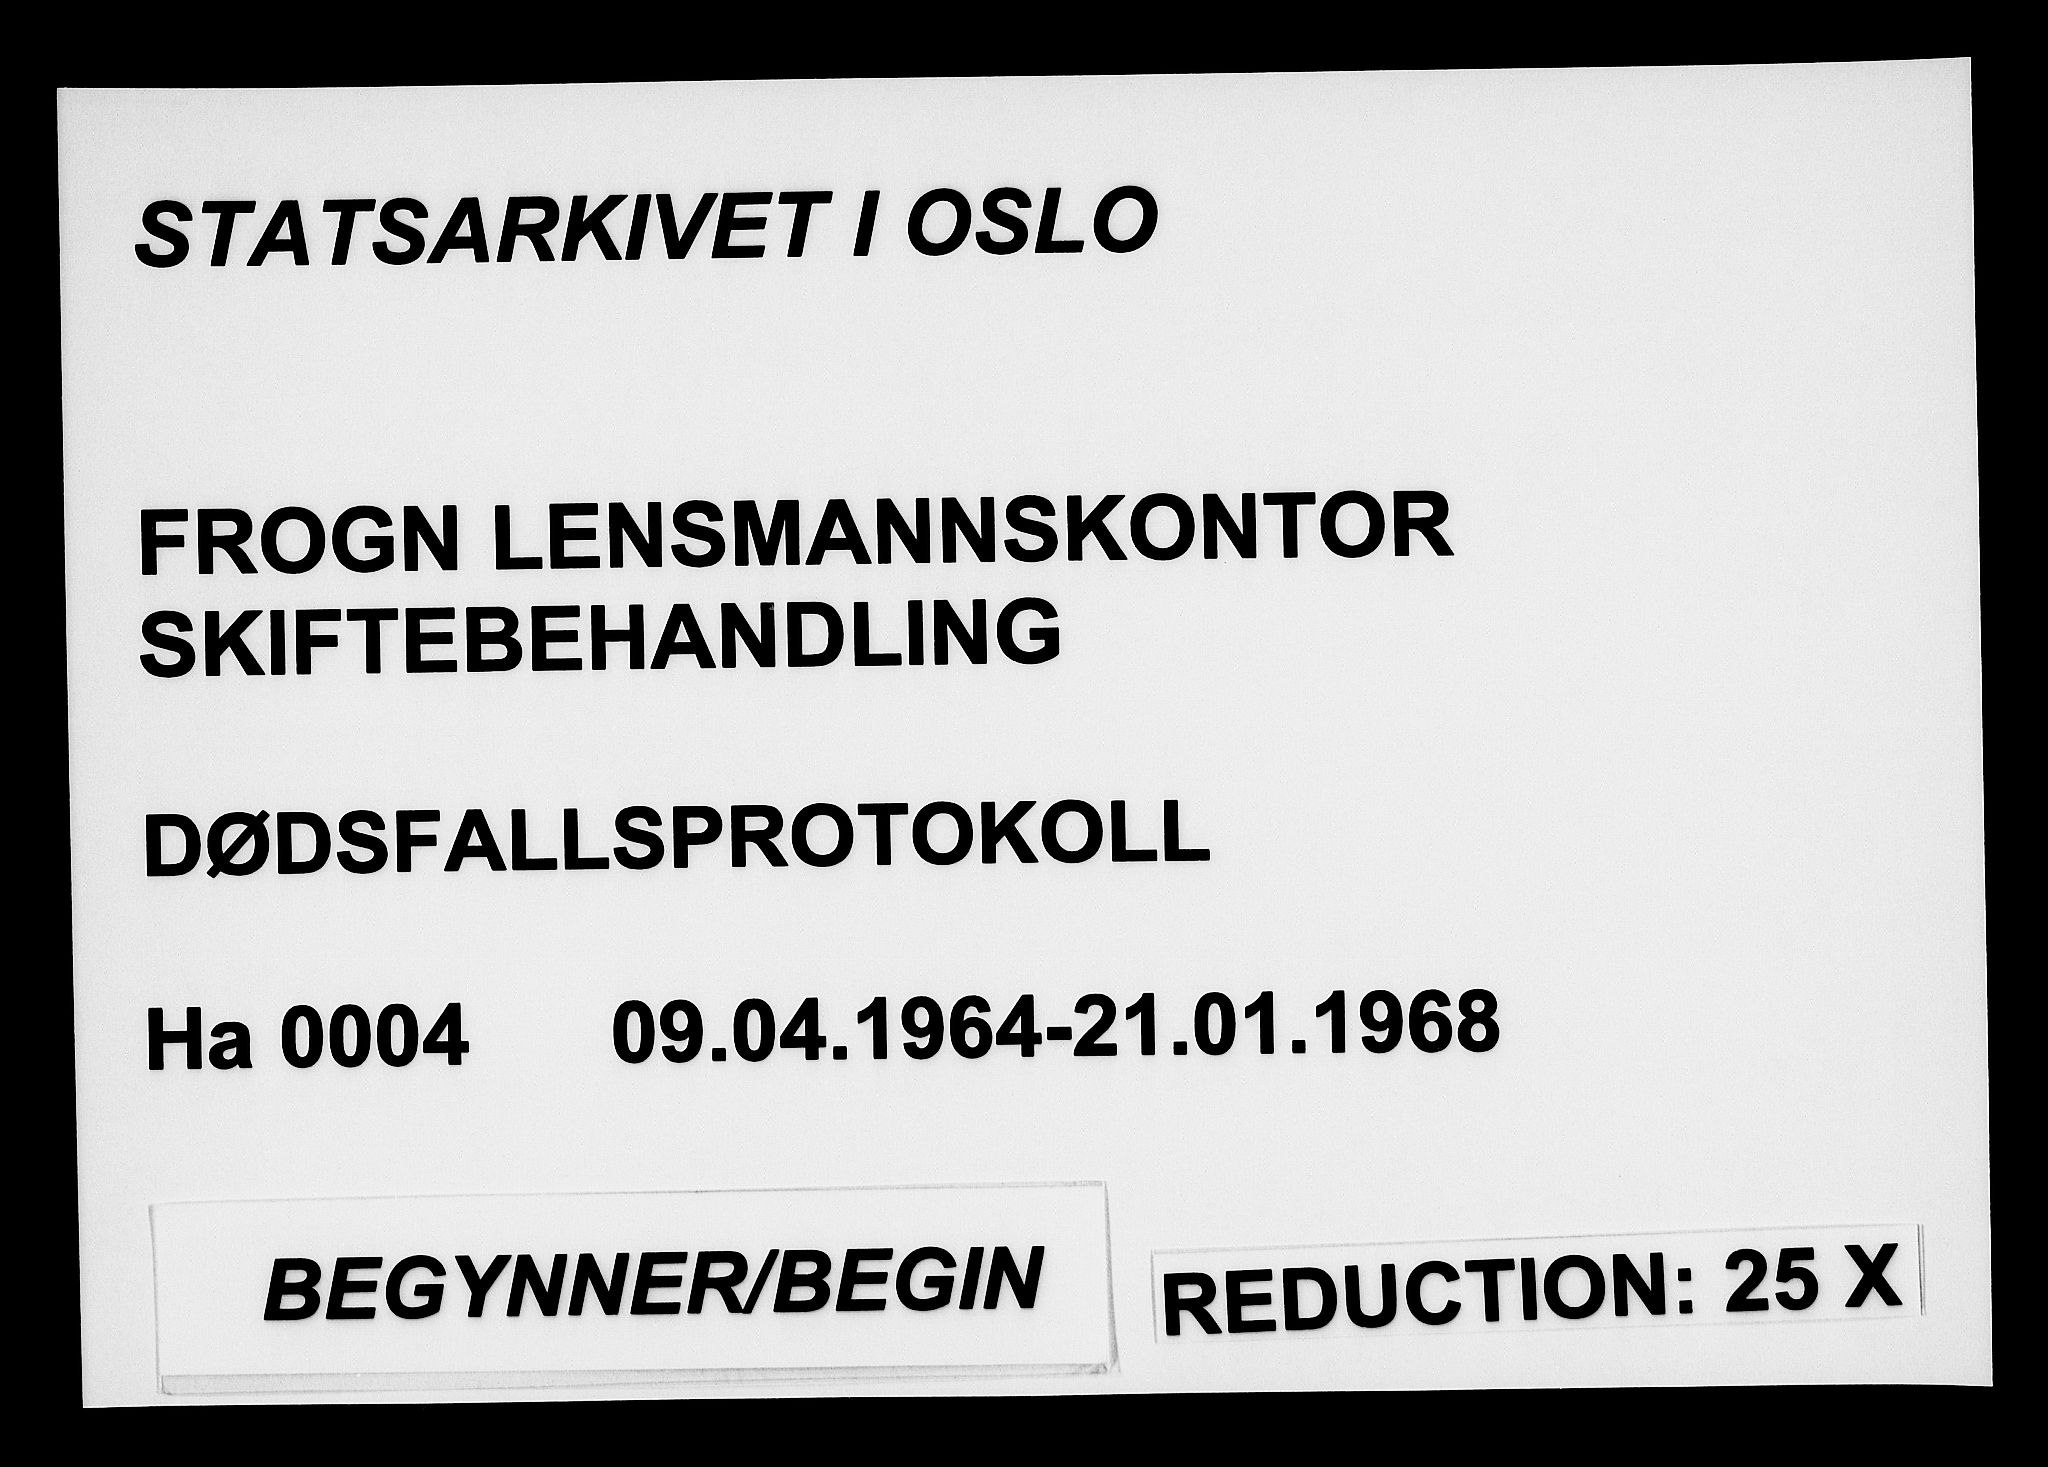 STATSARKIVET I OSLO
FROGN LENSMANNSKONTOR
SKIFTEBEHANDLING
DØDSFALLSPROTOKOLL
Ha 0004 09.04.1964-21.01.1968
BEGYNNER/BEGIN
REDUCTION: 25 X